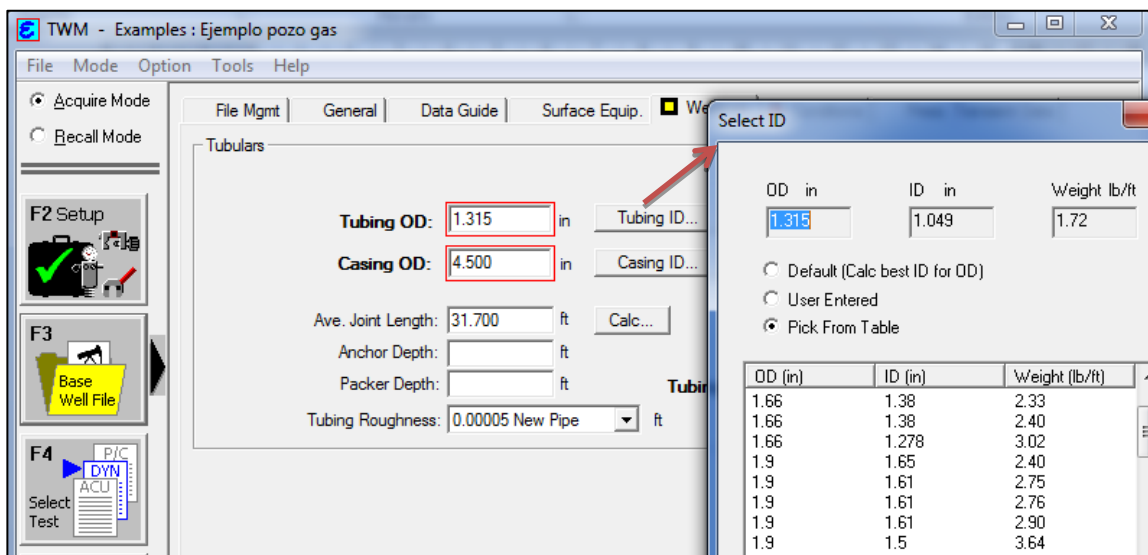 TWM - Examples : Ejemplo pozo gas
File Mode Option Tools Help
Acquire Mode
Recall Mode
F2 Setup
F3
Base
Well File
F4
P/C
DYN
ACU
Select
Test
File Mgmt General Data Guide Surface Equip. We
Tubulars
Tubing OD: 1.315 in Tubing ID...
Casing OD: 4.500 in Casing ID...
Ave. Joint Length: 31.700 ft Calc...
Anchor Depth: ft
Packer Depth: ft Tubin
Tubing Roughness: 0.00005 New Pipe ft
Select ID
OD in ID in Weight lb/ft
1.315 1.049 1.72
Default (Calc best ID for OD)
User Entered
Pick From Table
OD (in) ID (in) Weight (lb/ft)
1.66 1.38 2.33
1.66 1.38 2.40
1.66 1.278 3.02
1.9 1.65 2.40
1.9 1.61 2.75
1.9 1.61 2.76
1.9 1.61 2.90
1.9 1.5 3.64